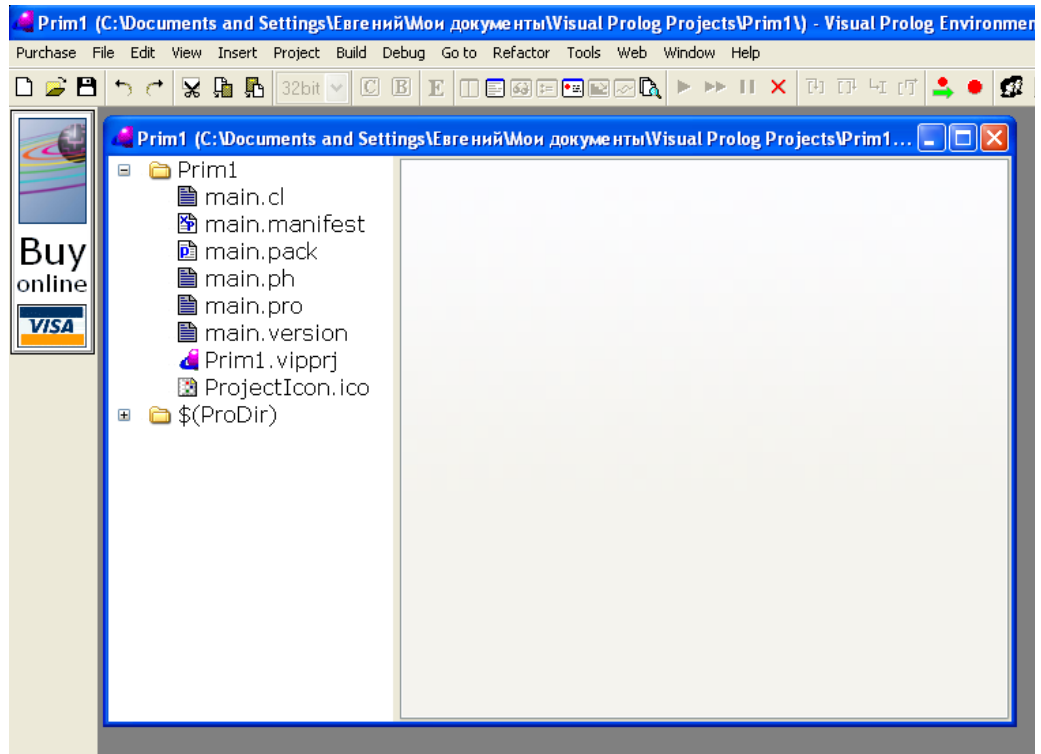 Prim1 (C:\Documents and Settings\Евгений\Мои документы\Visual Prolog Projects\Prim1\) - Visual Prolog Environmen
Purchase File Edit View Insert Project Build Debug Go to Refactor Tools Web Window Help
32bit C B E
Prim1 (C:\Documents and Settings\Евгений\Мои документы\Visual Prolog Projects\Prim1...
Prim1
main.cl
main.manifest
main.pack
main.ph
main.pro
main.version
Prim1.vipprj
ProjectIcon.ico
$(ProDir)
Buy
online
VISA